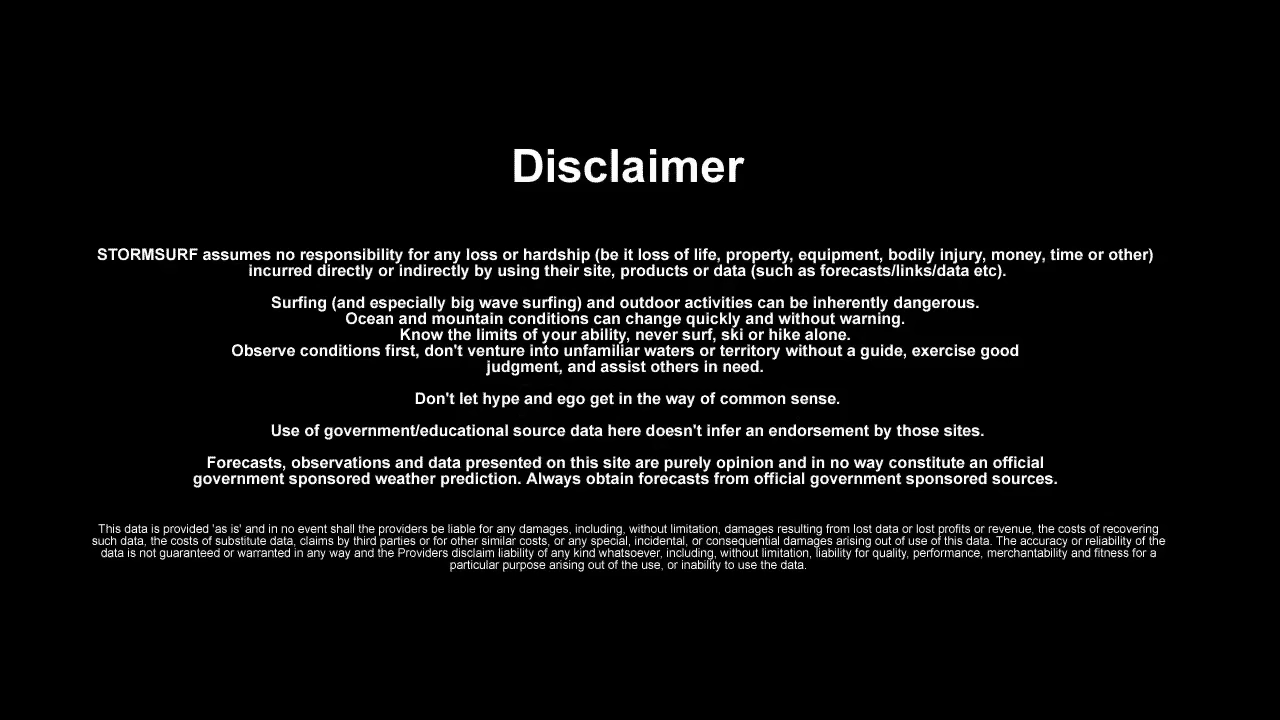 Disclaimer
STORMSURF assumes no responsibility for any loss or hardship (be it loss of life, property, equipment, bodily injury, money, time or other)
incurred directly or indirectly by using their site, products or data (such as forecasts/links/data etc).
Surfing (and especially big wave surfing) and outdoor activities can be inherently dangerous.
Ocean and mountain conditions can change quickly and without warning.
Know the limits of your ability, never surf, ski or hike alone.
Observe conditions first, don't venture into unfamiliar waters or territory without a guide, exercise good
judgment, and assist others in need.
Don't let hype and ego get in the way of common sense.
Use of government/educational source data here doesn't infer an endorsement by those sites.
Forecasts, observations and data presented on this site are purely opinion and in no way constitute an official
government sponsored weather prediction. Always obtain forecasts from official government sponsored sources.
This data is provided 'as is' and in no event shall the providers be liable for any damages, including, without limitation, damages resulting from lost data or lost profits or revenue, the costs of recovering
such data, the costs of substitute data, claims by third parties or for other similar costs, or any special, incidental, or consequential damages arising out of use of this data. The accuracy or reliability of the
data is not guaranteed or warranted in any way and the Providers disclaim liability of any kind whatsoever, including, without limitation, liability for quality, performance, merchantability and fitness for a
particular purpose arising out of the use, or inability to use the data.